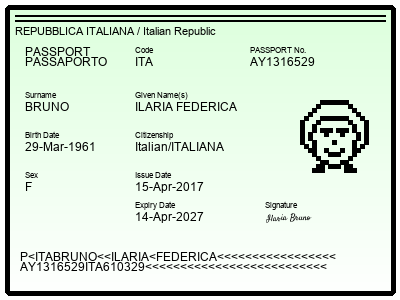 REPUBBLICA ITALIANA / Italian Republic
PASSPORT Code PASSPORT No.
PASSAPORTO ITA AY1316529
Surname Given Name(s)
BRUNO ILARIA FEDERICA
Birth Date Citizenship
29-Mar-1961 Italian/ITALIANA
Sex Issue Date
F 15-Apr-2017
Expiry Date Signature
14-Apr-2027 Ilaria Bruno
P<ITABRUNO<<ILARIA<FEDERICA<<<<<<<<<<<<<<<<<
AY1316529ITA610329<<<<<<<<<<<<<<<<<<<<<<<<<<